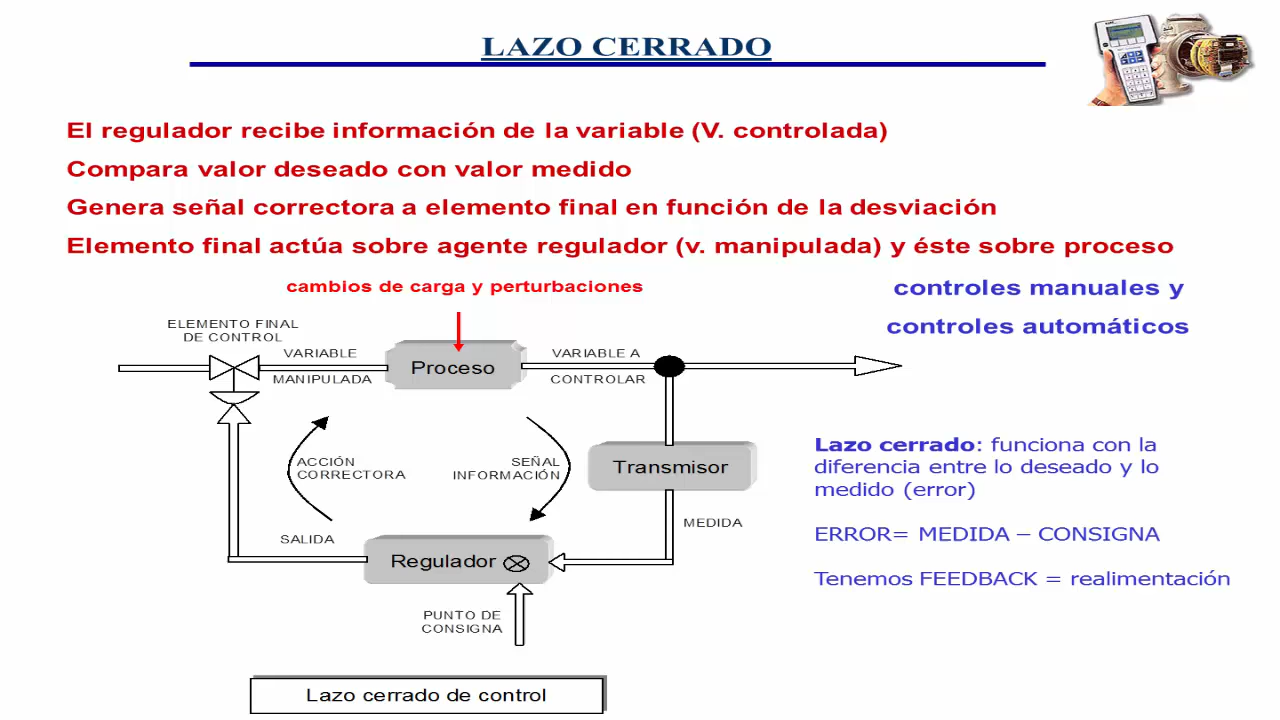 LAZO CERRADO
El regulador recibe información de la variable (V. controlada)
Compara valor deseado con valor medido
Genera señal correctora a elemento final en función de la desviación
Elemento final actúa sobre agente regulador (v. manipulada) y éste sobre proceso
cambios de carga y perturbaciones
controles manuales y
controles automáticos
ELEMENTO FINAL
DE CONTROL
VARIABLE
MANIPULADA
Proceso
VARIABLE A
CONTROLAR
ACCIÓN
CORRECTORA
SEÑAL
INFORMACIÓN
Transmisor
MEDIDA
SALIDA
Regulador
PUNTO DE
CONSIGNA
Lazo cerrado: funciona con la
diferencia entre lo deseado y lo
medido (error)
ERROR= MEDIDA – CONSIGNA
Tenemos FEEDBACK = realimentación
Lazo cerrado de control